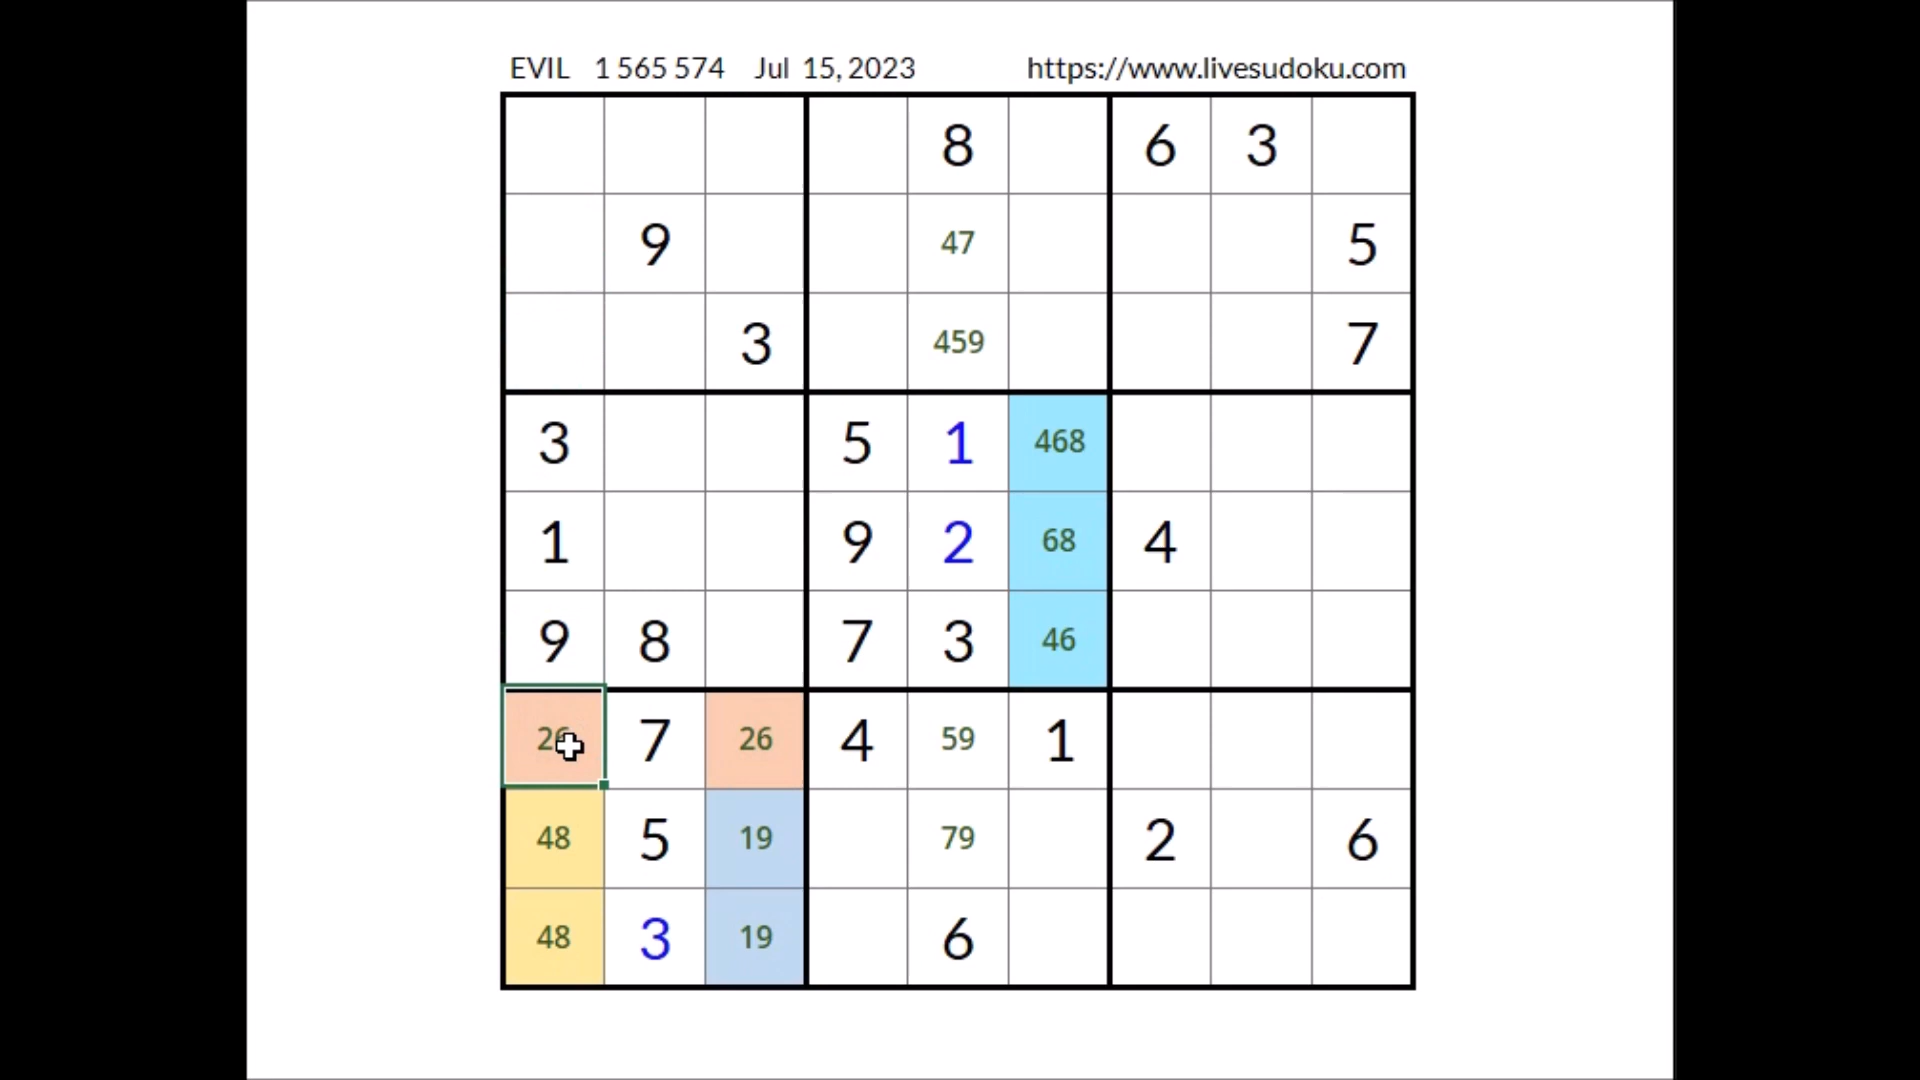 EVIL 1 565 574 Jul 15, 2023 https://www.livesudoku.com
8 6 3
9 47 5
3 459 7
3 5 1 468
1 9 2 68 4
9 8 7 3 46
26 7 26 4 59 1
48 5 19 79 2 6
48 3 19 6